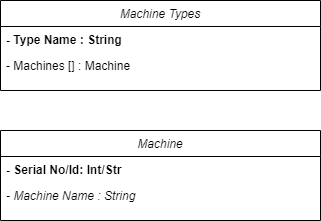 Machine Types
- Type Name : String
- Machines [] : Machine
Machine
- Serial No/Id: Int/Str
- Machine Name : String